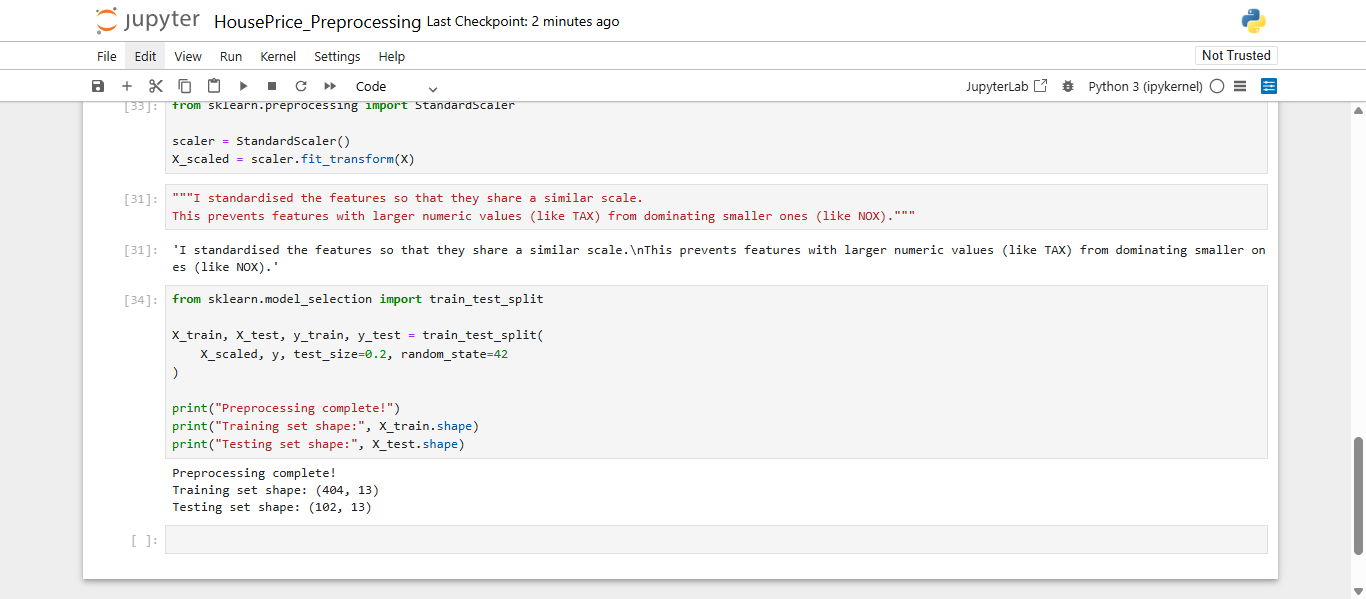 jupyter HousePrice_Preprocessing Last Checkpoint: 2 minutes ago
File Edit View Run Kernel Settings Help Not Trusted
Code JupyterLab Python 3 (ipykernel)
[33]: from sklearn.preprocessing import StandardScaler
scaler = StandardScaler()
X_scaled = scaler.fit_transform(X)
[31]: """I standardised the features so that they share a similar scale.
This prevents features with larger numeric values (like TAX) from dominating smaller ones (like NOX)."""
[31]: 'I standardised the features so that they share a similar scale.\nThis prevents features with larger numeric values (like TAX) from dominating smaller on
es (like NOX).'
[34]: from sklearn.model_selection import train_test_split
X_train, X_test, y_train, y_test = train_test_split(
    X_scaled, y, test_size=0.2, random_state=42
)
print("Preprocessing complete!")
print("Training set shape:", X_train.shape)
print("Testing set shape:", X_test.shape)
Preprocessing complete!
Training set shape: (404, 13)
Testing set shape: (102, 13)
[ ]: